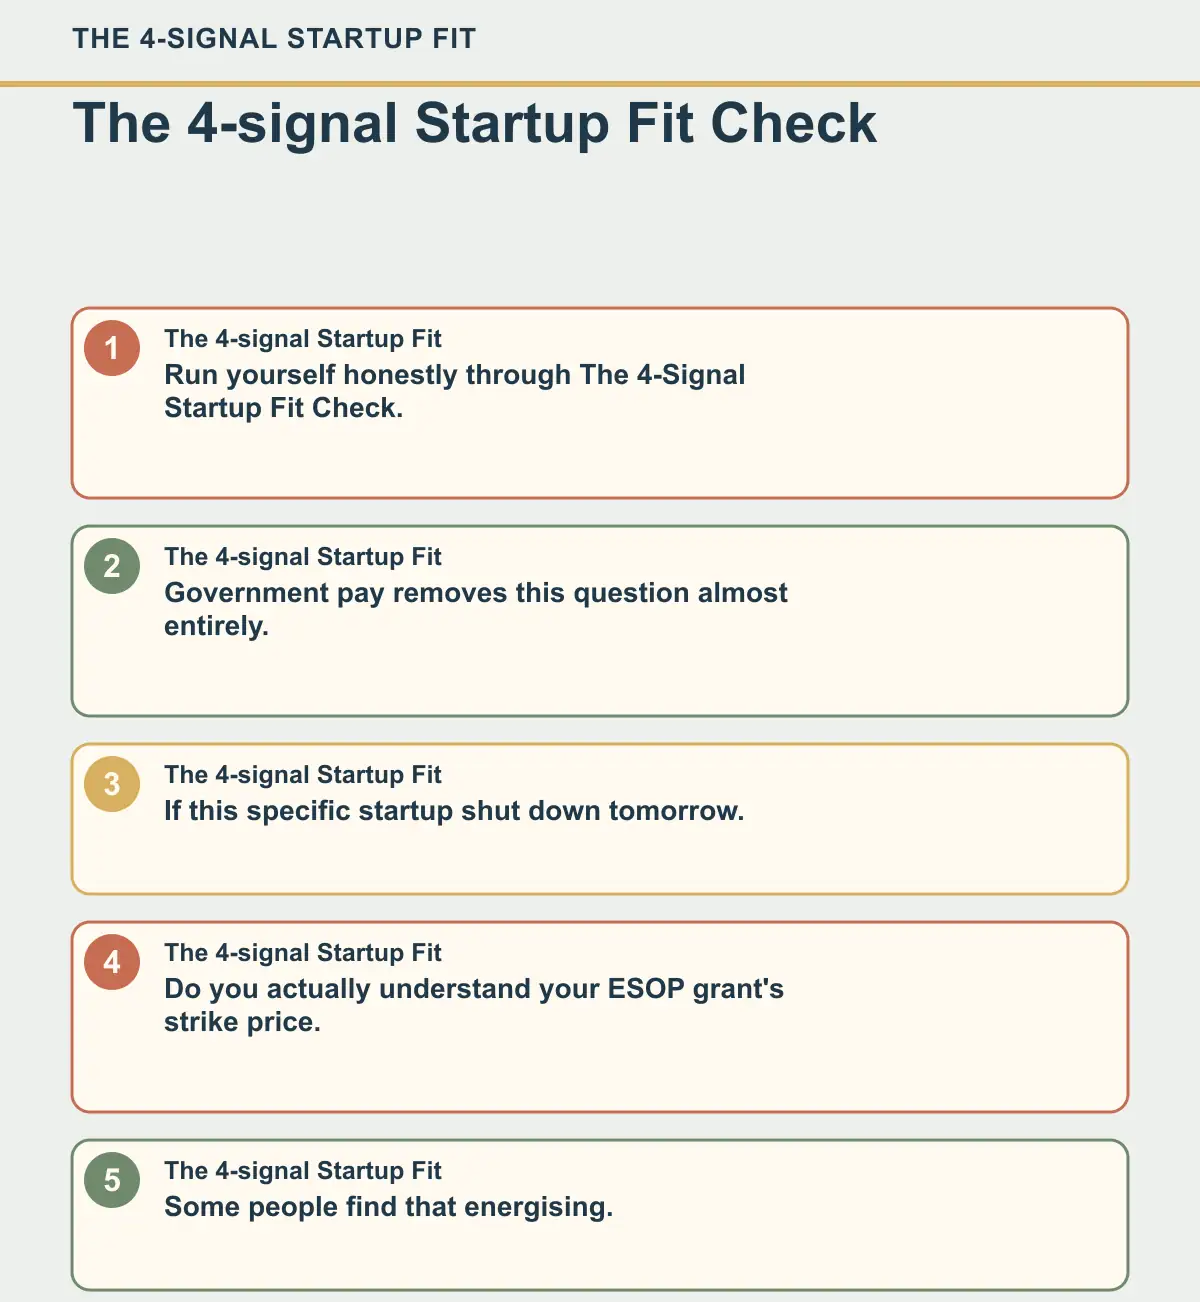 THE 4-SIGNAL STARTUP FIT
The 4-signal Startup Fit Check
1
The 4-signal Startup Fit
Run yourself honestly through The 4-Signal
Startup Fit Check.
2
The 4-signal Startup Fit
Government pay removes this question almost
entirely.
3
The 4-signal Startup Fit
If this specific startup shut down tomorrow.
4
The 4-signal Startup Fit
Do you actually understand your ESOP grant's
strike price.
5
The 4-signal Startup Fit
Some people find that energising.